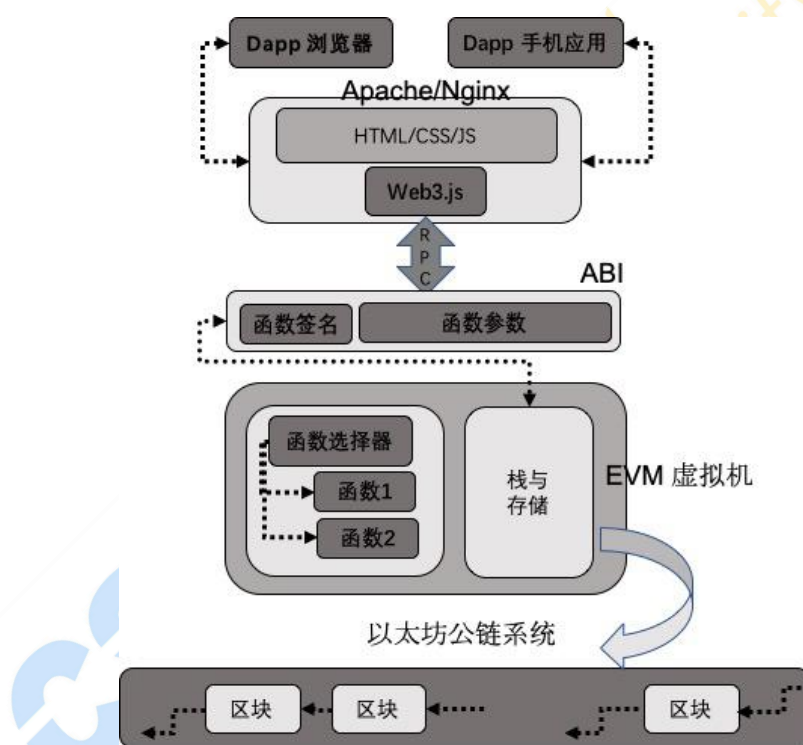 Dapp 浏览器
Dapp 手机应用
Apache/Nginx
HTML/CSS/JS
Web3.js
RPC
ABI
函数签名
函数参数
函数选择器
函数1
函数2
栈与
存储
EVM 虚拟机
以太坊公链系统
区块
区块
区块